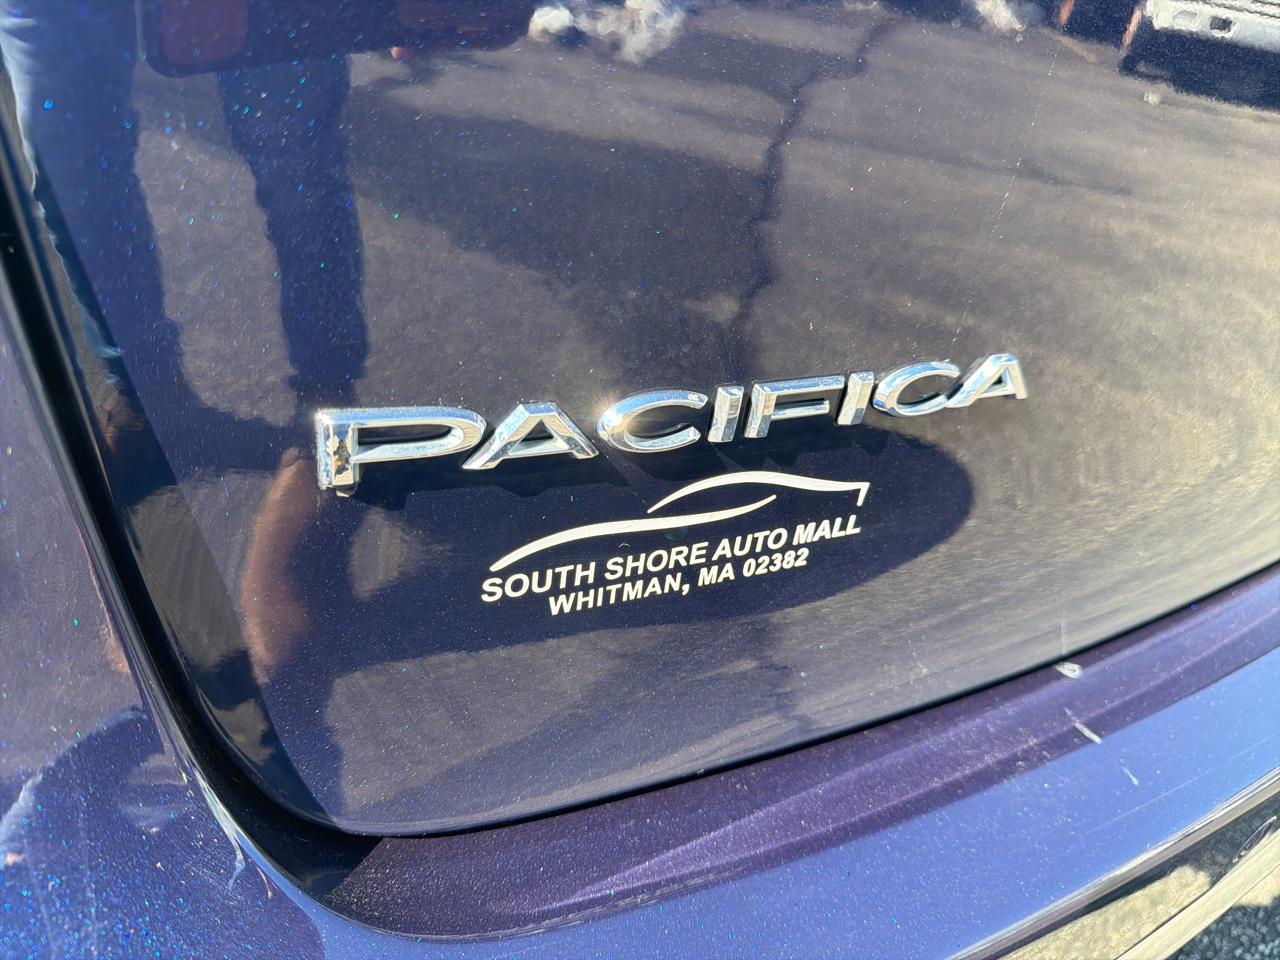 PACIFICA
SOUTH SHORE AUTO MALL
WHITMAN, MA 02382